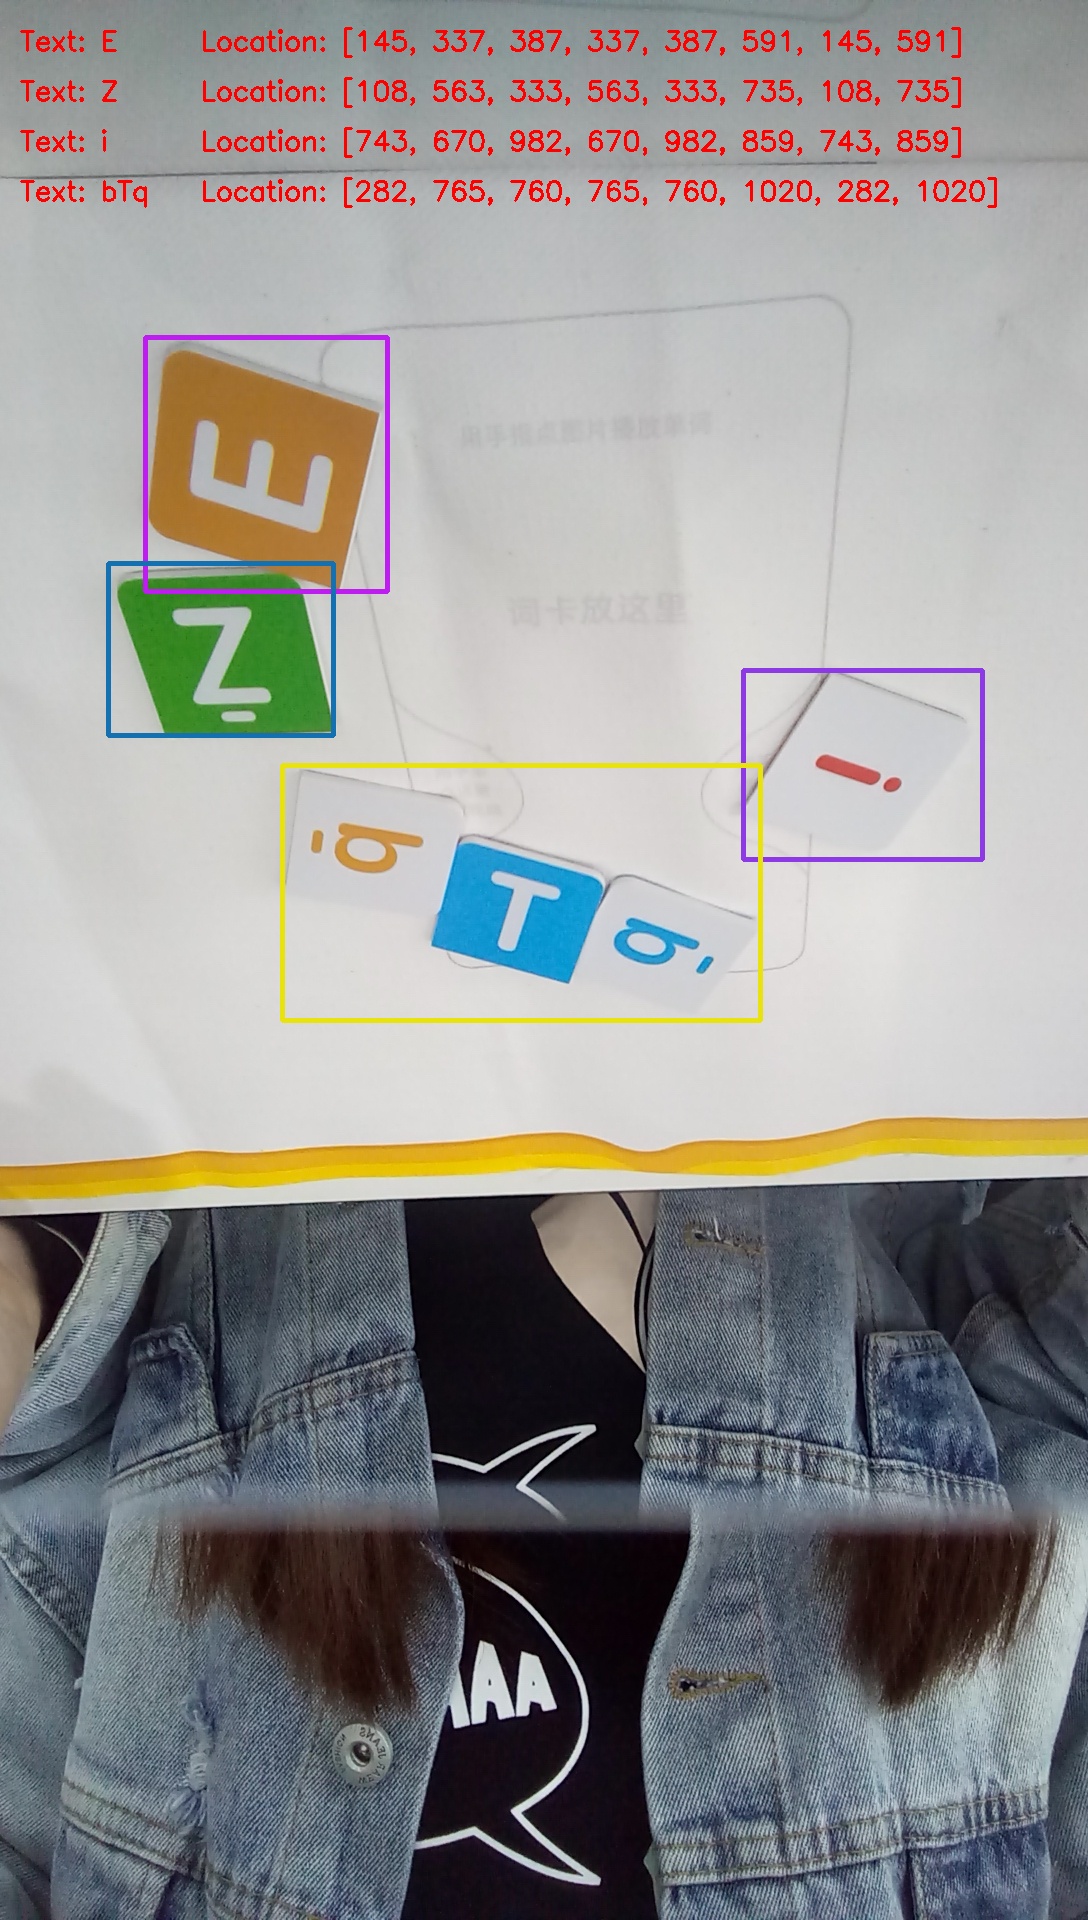 Text: E Location: [145, 337, 387, 337, 387, 591, 145, 591]
Text: Z Location: [108, 563, 333, 563, 333, 735, 108, 735]
Text: i Location: [743, 670, 982, 670, 982, 859, 743, 859]
Text: bTq Location: [282, 765, 760, 765, 760, 1020, 282, 1020]
用手指点图片播放单词
E
词卡放这里
Z
i
b
T
q
AA